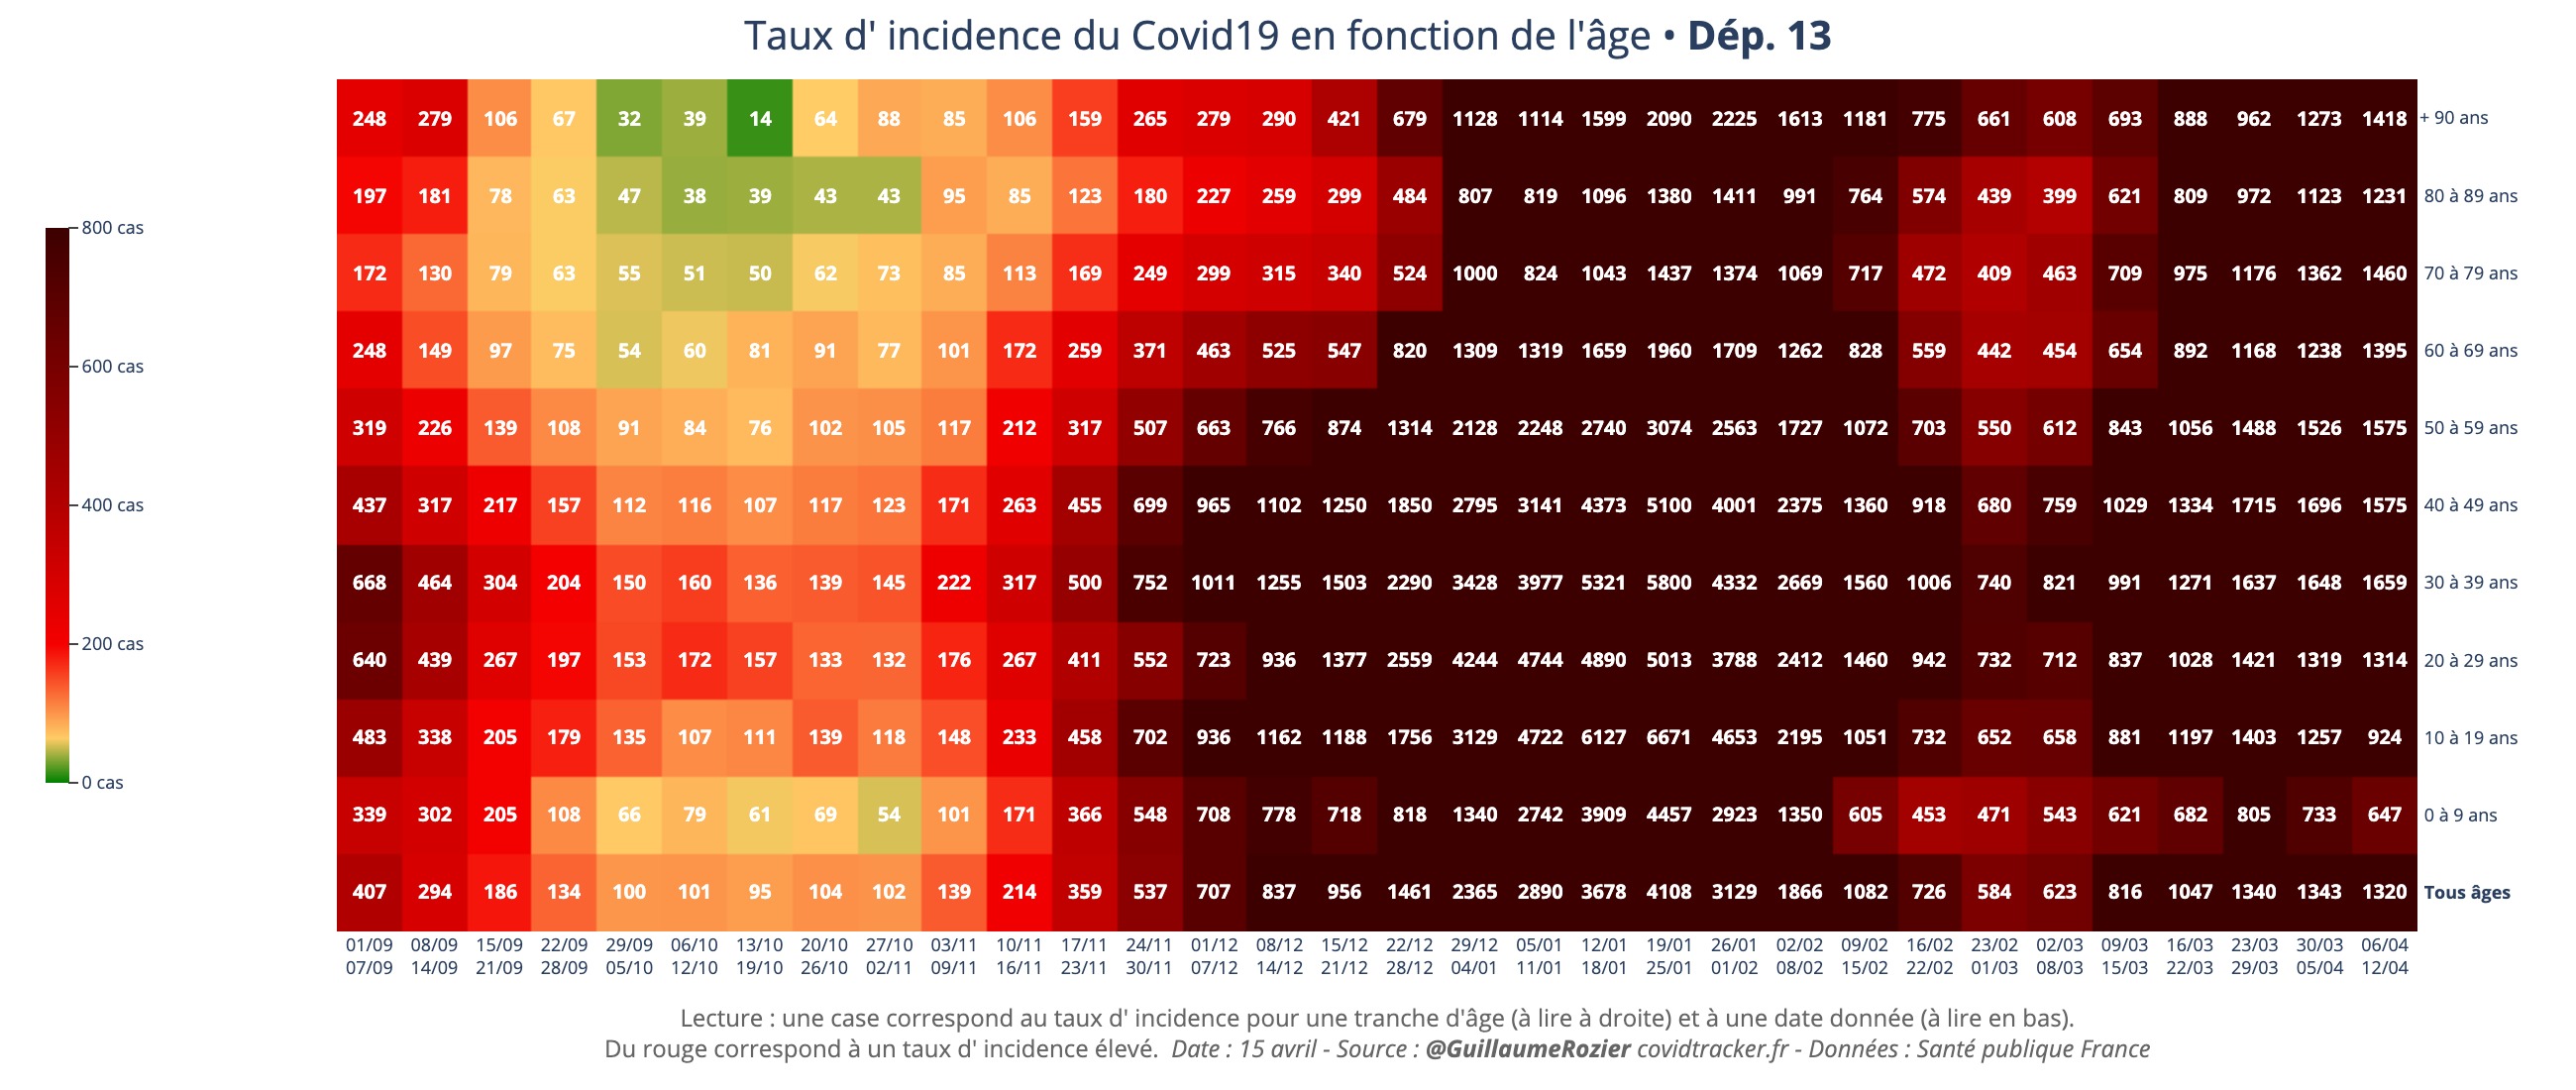 Taux d' incidence du Covid19 en fonction de l'âge • Dép. 13
248 279 106 67 32 39 14 64 88 85 106 159 265 279 290 421 679 1128 1114 1599 2090 2225 1613 1181 775 661 608 693 888 962 1273 1418 + 90 ans
197 181 78 63 47 38 39 43 43 95 85 123 180 227 259 299 484 807 819 1096 1380 1411 991 764 574 439 399 621 809 972 1123 1231 80 à 89 ans
800 cas
172 130 79 63 55 51 50 62 73 85 113 169 249 299 315 340 524 1000 824 1043 1437 1374 1069 717 472 409 463 709 975 1176 1362 1460 70 à 79 ans
248 149 97 75 54 60 81 91 77 101 172 259 371 463 525 547 820 1309 1319 1659 1960 1709 1262 828 559 442 454 654 892 1168 1238 1395 60 à 69 ans
600 cas
319 226 139 108 91 84 76 102 105 117 212 317 507 663 766 874 1314 2128 2248 2740 3074 2563 1727 1072 703 550 612 843 1056 1488 1526 1575 50 à 59 ans
400 cas
437 317 217 157 112 116 107 117 123 171 263 455 699 965 1102 1250 1850 2795 3141 4373 5100 4001 2375 1360 918 680 759 1029 1334 1715 1696 1575 40 à 49 ans
668 464 304 204 150 160 136 139 145 222 317 500 752 1011 1255 1503 2290 3428 3977 5321 5800 4332 2669 1560 1006 740 821 991 1271 1637 1648 1659 30 à 39 ans
200 cas
640 439 267 197 153 172 157 133 132 176 267 411 552 723 936 1377 2559 4244 4744 4890 5013 3788 2412 1460 942 732 712 837 1028 1421 1319 1314 20 à 29 ans
483 338 205 179 135 107 111 139 118 148 233 458 702 936 1162 1188 1756 3129 4722 6127 6671 4653 2195 1051 732 652 658 881 1197 1403 1257 924 10 à 19 ans
0 cas
339 302 205 108 66 79 61 69 54 101 171 366 548 708 778 718 818 1340 2742 3909 4457 2923 1350 605 453 471 543 621 682 805 733 647 0 à 9 ans
407 294 186 134 100 101 95 104 102 139 214 359 537 707 837 956 1461 2365 2890 3678 4108 3129 1866 1082 726 584 623 816 1047 1340 1343 1320 Tous âges
01/09 08/09 15/09 22/09 29/09 06/10 13/10 20/10 27/10 03/11 10/11 17/11 24/11 01/12 08/12 15/12 22/12 29/12 05/01 12/01 19/01 26/01 02/02 09/02 16/02 23/02 02/03 09/03 16/03 23/03 30/03 06/04
07/09 14/09 21/09 28/09 05/10 12/10 19/10 26/10 02/11 09/11 16/11 23/11 30/11 07/12 14/12 21/12 28/12 04/01 11/01 18/01 25/01 01/02 08/02 15/02 22/02 01/03 08/03 15/03 22/03 29/03 05/04 12/04
Lecture : une case correspond au taux d' incidence pour une tranche d'âge (à lire à droite) et à une date donnée (à lire en bas).
Du rouge correspond à un taux d' incidence élevé. Date : 15 avril - Source : @GuillaumeRozier covidtracker.fr - Données : Santé publique France